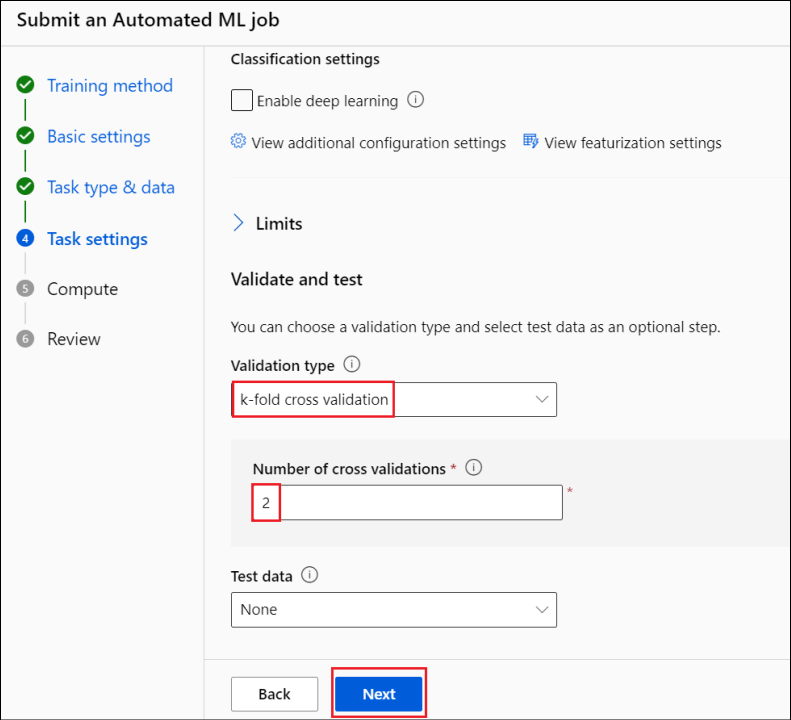 Submit an Automated ML job
Training method
Basic settings
Task type & data
4 Task settings
5 Compute
6 Review
Classification settings
Enable deep learning
View additional configuration settings View featurization settings
Limits
Validate and test
You can choose a validation type and select test data as an optional step.
Validation type
k-fold cross validation
Number of cross validations *
2 *
Test data
None
Back Next